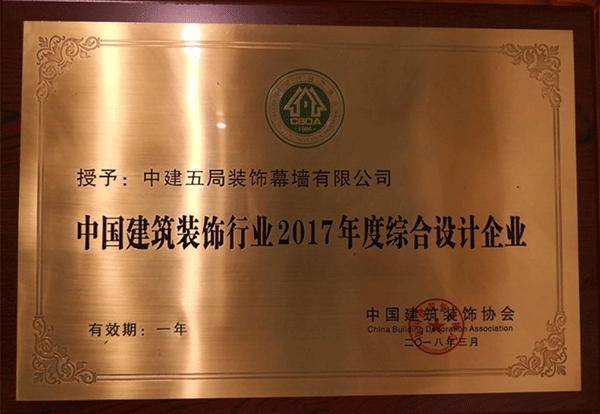 CBDA
1984
授予：中建五局装饰幕墙有限公司
中国建筑装饰行业2017年度综合设计企业
中国建筑装饰协会
China Building Decoration Association
有效期：一年
二〇一八年三月